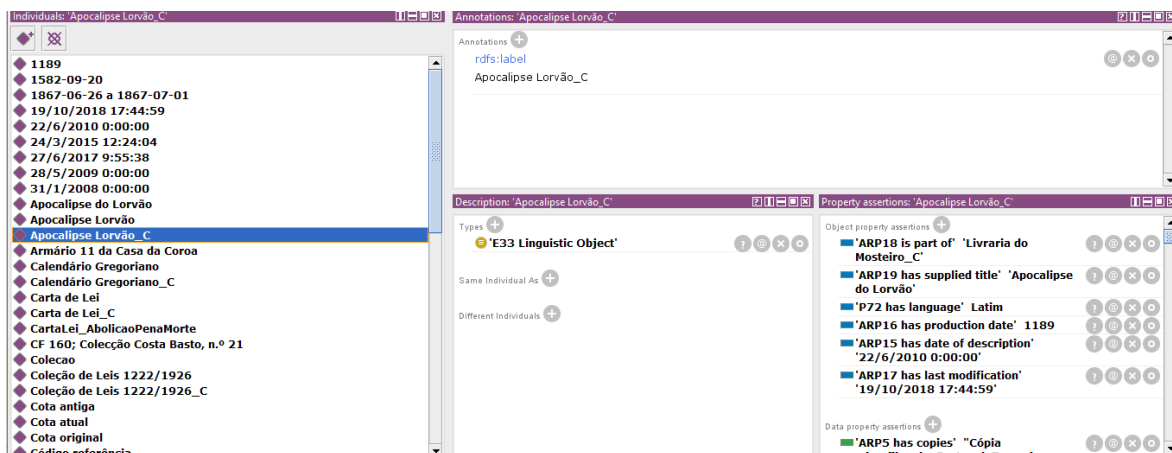 Individuals: 'Apocalipse Lorvão_C'
1189
1582-09-20
1867-06-26 a 1867-07-01
19/10/2018 17:44:59
22/6/2010 0:00:00
24/3/2015 12:24:04
27/6/2017 9:55:38
28/5/2009 0:00:00
31/1/2008 0:00:00
Apocalipse do Lorvão
Apocalipse Lorvão
Apocalipse Lorvão_C
Armário 11 da Casa da Coroa
Calendário Gregoriano
Calendário Gregoriano_C
Carta de Lei
Carta de Lei_C
CartaLei_AbolicaoPenaMorte
CF 160; Colecção Costa Basto, n.º 21
Colecao
Coleção de Leis 1222/1926
Coleção de Leis 1222/1926_C
Cota antiga
Cota atual
Cota original
Código referência
Annotations: 'Apocalipse Lorvão_C'
Annotations
rdfs:label
Apocalipse Lorvão_C
Description: 'Apocalipse Lorvão_C'
Types
'E33 Linguistic Object'
Same Individual As
Different Individuals
Property assertions: 'Apocalipse Lorvão_C'
Object property assertions
'ARP18 is part of' 'Livraria do
Mosteiro_C'
'ARP19 has supplied title' 'Apocalipse
do Lorvão'
'P72 has language' Latim
'ARP16 has production date' 1189
'ARP15 has date of description'
'22/6/2010 0:00:00'
'ARP17 has last modification'
'19/10/2018 17:44:59'
Data property assertions
'ARP5 has copies' "Cópia